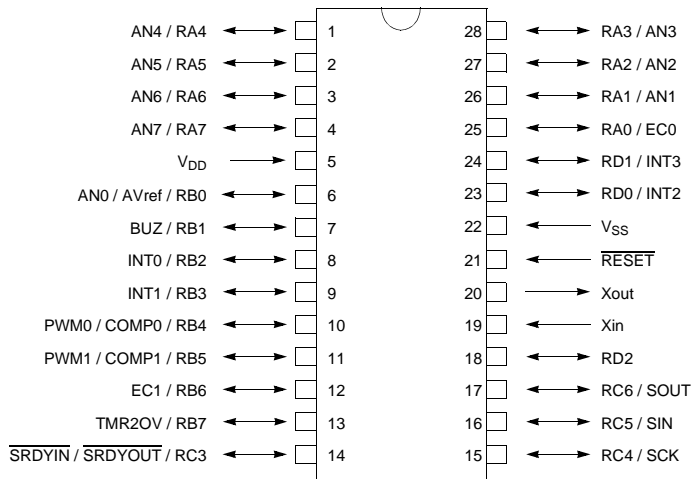 AN4 / RA4 1 28 RA3 / AN3
AN5 / RA5 2 27 RA2 / AN2
AN6 / RA6 3 26 RA1 / AN1
AN7 / RA7 4 25 RA0 / EC0
VDD 5 24 RD1 / INT3
AN0 / AVref / RB0 6 23 RD0 / INT2
BUZ / RB1 7 22 VSS
INT0 / RB2 8 21 RESET
INT1 / RB3 9 20 Xout
PWM0 / COMP0 / RB4 10 19 Xin
PWM1 / COMP1 / RB5 11 18 RD2
EC1 / RB6 12 17 RC6 / SOUT
TMR2OV / RB7 13 16 RC5 / SIN
SRDYIN / SRDYOUT / RC3 14 15 RC4 / SCK